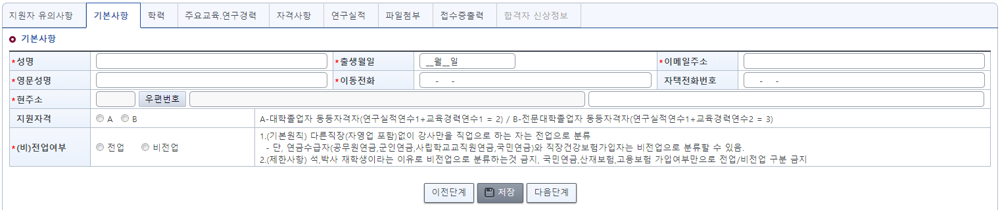 지원자 유의사항 기본사항 학력 주요교육.연구경력 자격사항 연구실적 파일첨부 접수증출력 합격자 신상정보
기본사항
*성명 *출생월일 __월__일 *이메일주소
*영문성명 *이동전화 - - 자택전화번호 - -
*현주소 우편번호
지원자격 A B A-대학졸업자 동등자격자(연구실적연수1+교육경력연수1 = 2) / B-전문대학졸업자 동등자격자(연구실적연수1+교육경력연수2 = 3)
1.(기본원칙) 다른직장(자영업 포함)없이 강사만을 직업으로 하는 자는 전업으로 분류
*(비)전업여부 전업 비전업 - 단, 연금수급자(공무원연금,군인연금,사립학교교직원연금,국민연금)와 직장건강보험가입자는 비전업으로 분류할 수 있음.
2.(제한사항) 석,박사 재학생이라는 이유로 비전업으로 분류하는것 금지, 국민연금,산재보험,고용보험 가입여부만으로 전업/비전업 구분 금지
이전단계 저장 다음단계